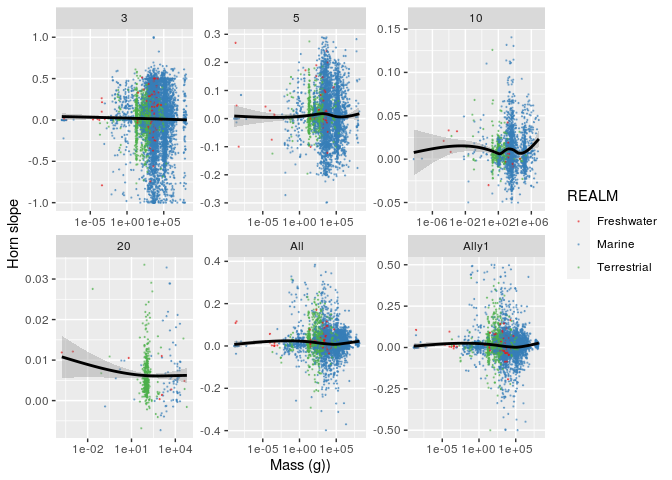 3 5 10
1.0 0.3 0.15
0.5 0.2 0.10
0.1 0.05
0.0 0.0 0.00
-0.1
-0.5 -0.2 -0.05
-1.0 -0.3
1e-05 1e+00 1e+05 1e-05 1e+00 1e+05 1e-06 1e-02 1e+02 1e+06
20 All Ally1
0.03 0.4 0.50
0.02 0.2 0.25
0.01 0.0 0.00
0.00 -0.2 -0.25
-0.4 -0.50
1e-02 1e+01 1e+04 1e-05 1e+00 1e+05 1e-05 1e+00 1e+05
Mass (g))
Horn slope
REALM
Freshwater
Marine
Terrestrial